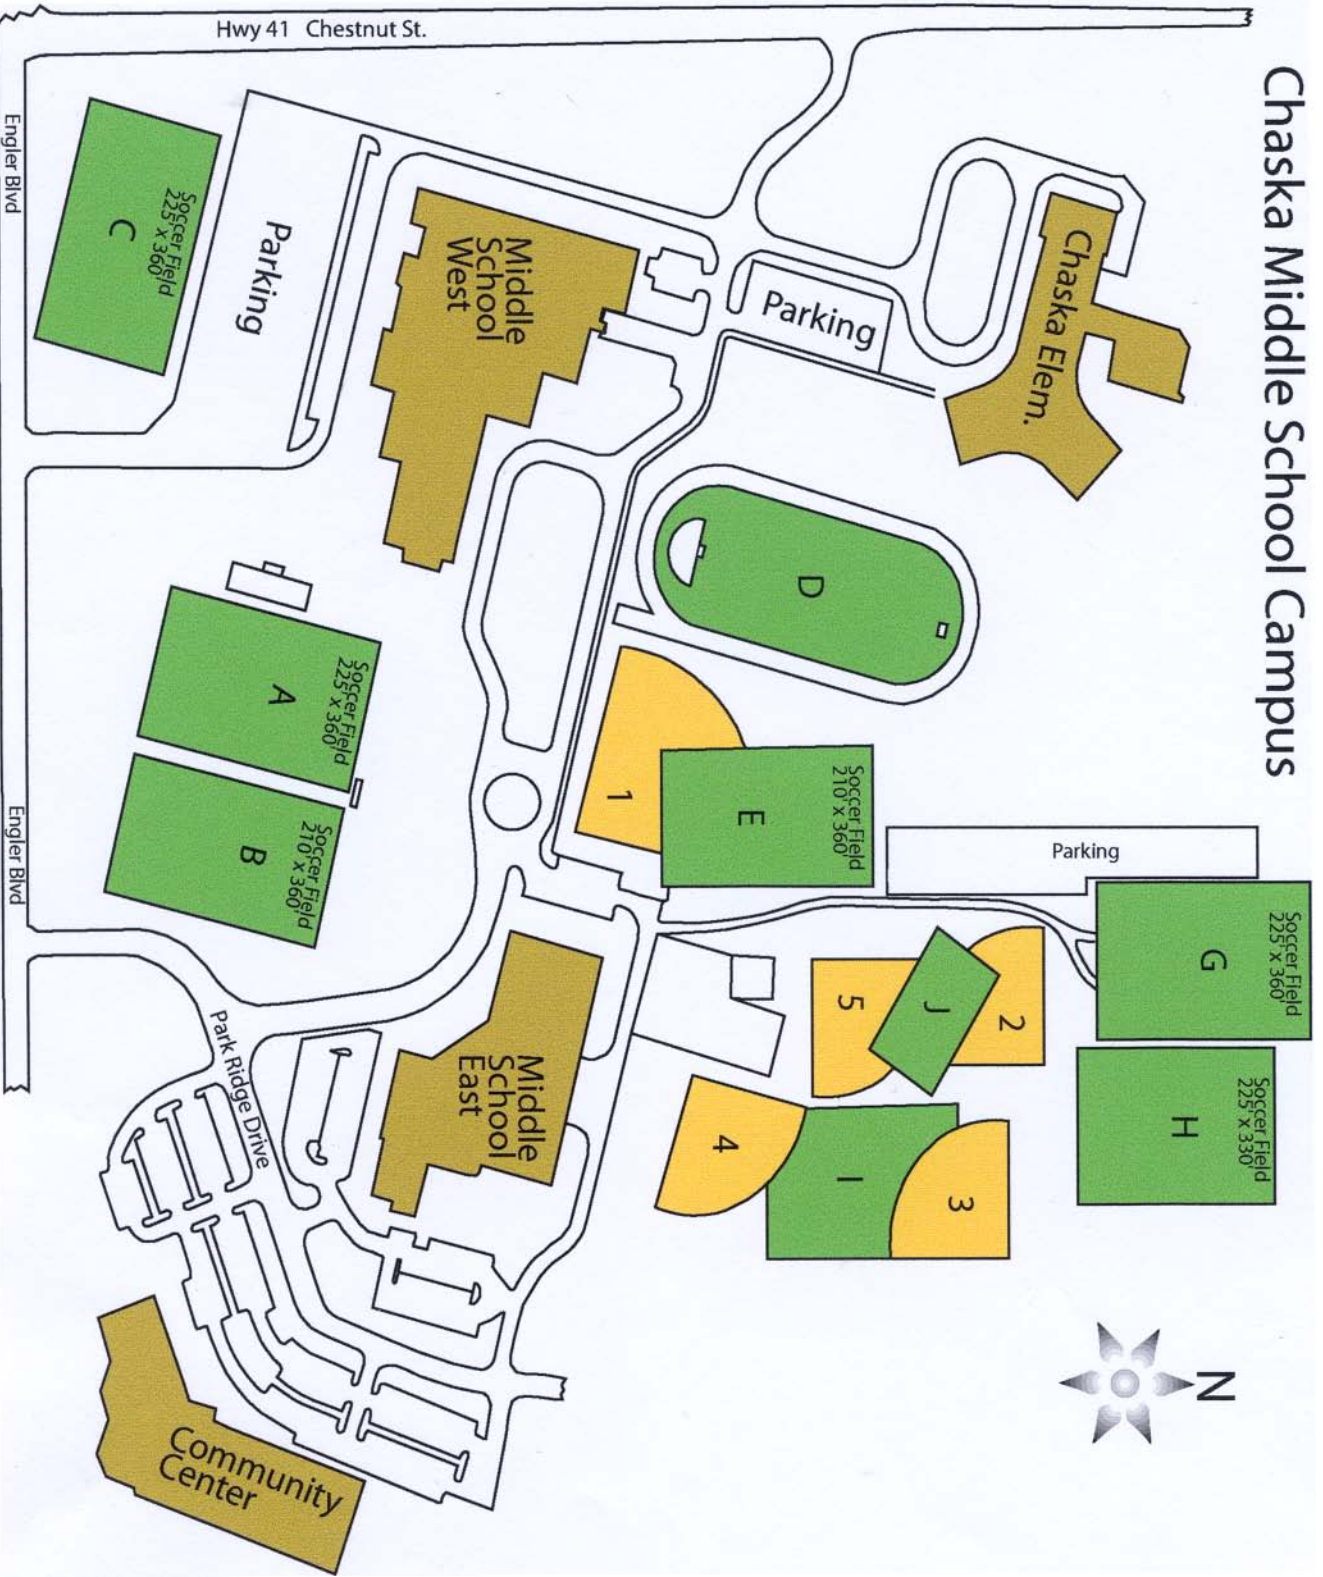 Chaska Middle School Campus
Hwy 41 Chestnut St.
Engler Blvd
Engler Blvd
Park Ridge Drive
Chaska Elem.
Parking
Parking
Parking
Middle
School
West
Middle
School
East
Community
Center
Soccer Field
225' x 360'
C
Soccer Field
225' x 360'
A
Soccer Field
210' x 360'
B
D
Soccer Field
210' x 360'
E
Soccer Field
225' x 360'
G
Soccer Field
225' x 330'
H
I
J
1
2
3
4
5
N